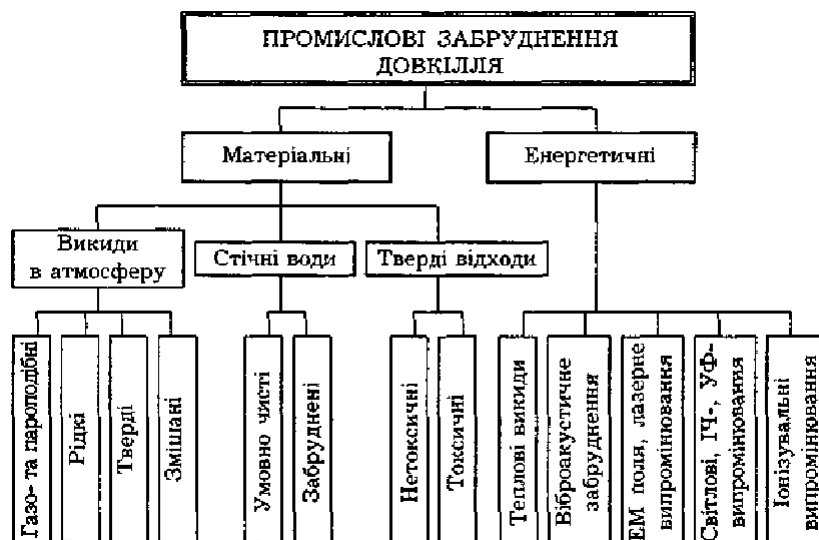 ПРОМИСЛОВІ ЗАБРУДНЕННЯ
ДОВКІЛЛЯ
Матеріальні
Енергетичні
Викиди
в атмосферу
Стічні води
Тверді відходи
Газо- та пароподібні
Рідкі
Тверді
Змішані
Умовно чисті
Забруднені
Нетоксичні
Токсичні
Теплові викиди
Віброакустичне
забруднення
ЕМ поля, лазерне
випромінювання
Світлові, ІЧ-, УФ-
випромінювання
Іонізувальні
випромінювання